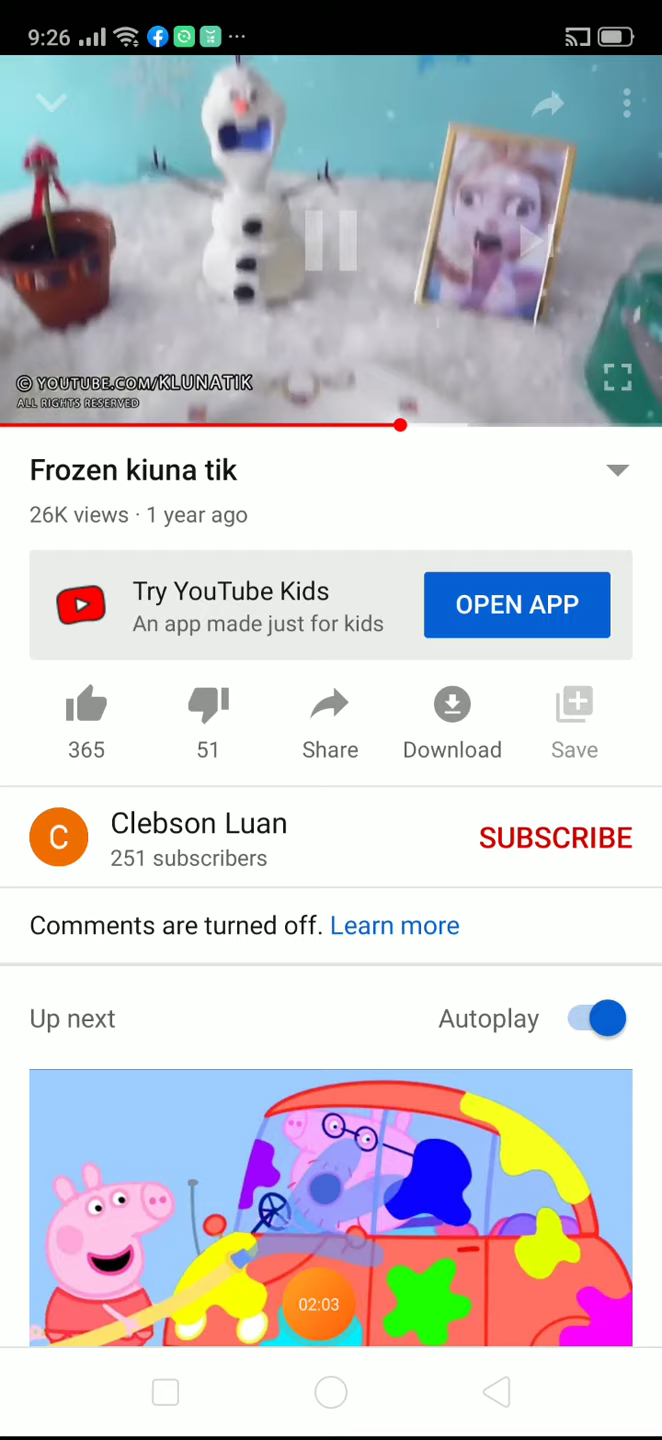 9:26
© YOUTUBE.COM/KLUNATIK
ALL RIGHTS RESERVED
Frozen kiuna tik
26K views · 1 year ago
Try YouTube Kids
An app made just for kids
OPEN APP
365
51
Share
Download
Save
C
Clebson Luan
251 subscribers
SUBSCRIBE
Comments are turned off. Learn more
Up next
Autoplay
02:03